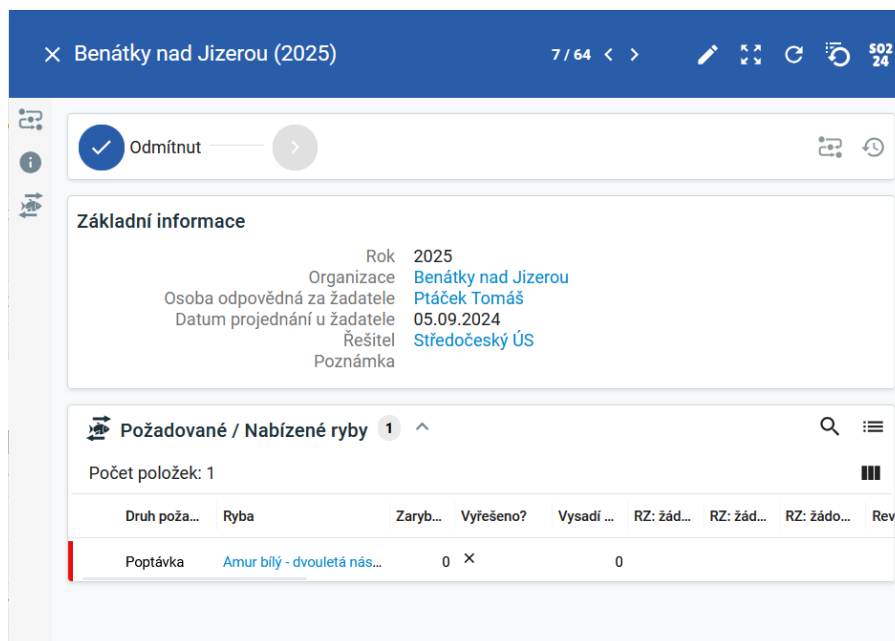 Benátky nad Jizerou (2025)
7 / 64
S02
24
Odmítnut
Základní informace
Rok 2025
Organizace Benátky nad Jizerou
Osoba odpovědná za žadatele Ptáček Tomáš
Datum projednání u žadatele 05.09.2024
Řešitel Středočeský ÚS
Poznámka
Požadované / Nabízené ryby 1
Počet položek: 1
Druh poža... Ryba Zaryb... Vyřešeno? Vysadí ... RZ: žád... RZ: žád... RZ: žádo... Rev
Poptávka Amur bílý - dvouletá nás... 0 0